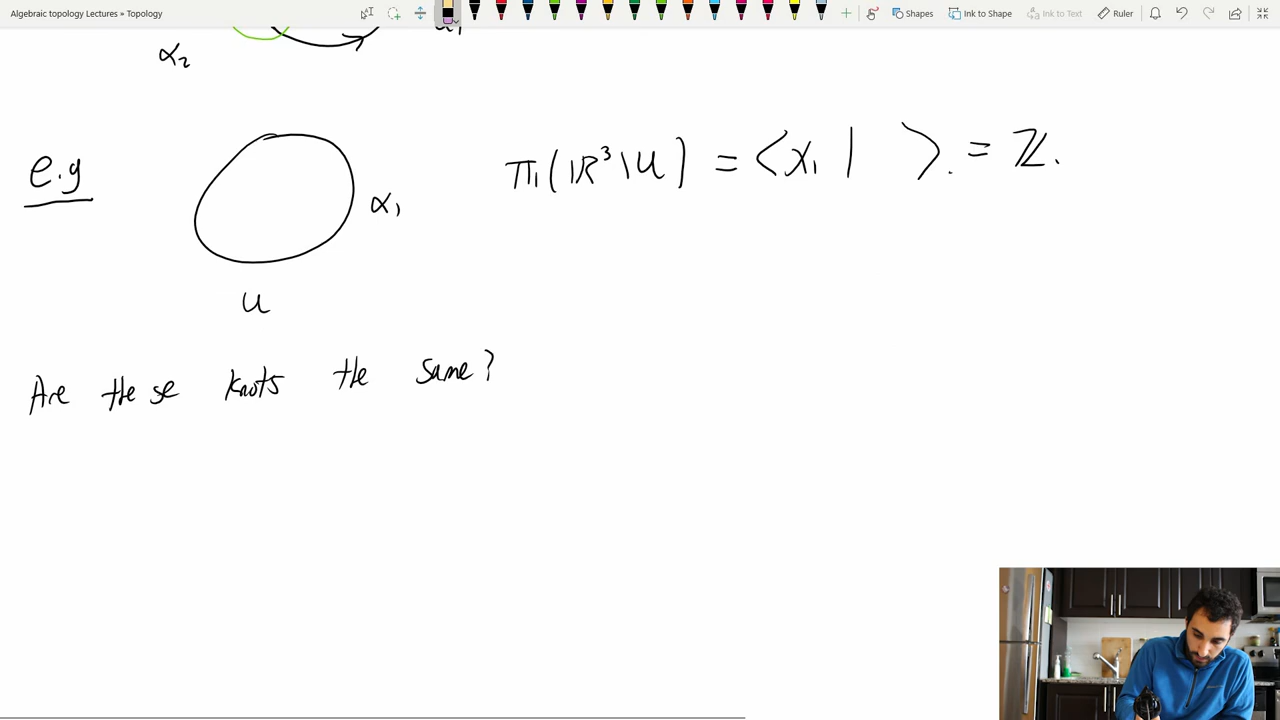 Algebraic topology Lectures = Topology
Shapes
Ink to Shape
Ink to Text
Ruler
α₂
e.g
α₁
π₁(ℝ³\U) = ⟨x₁ | ⟩. = ℤ.
U
Are these knots the same?